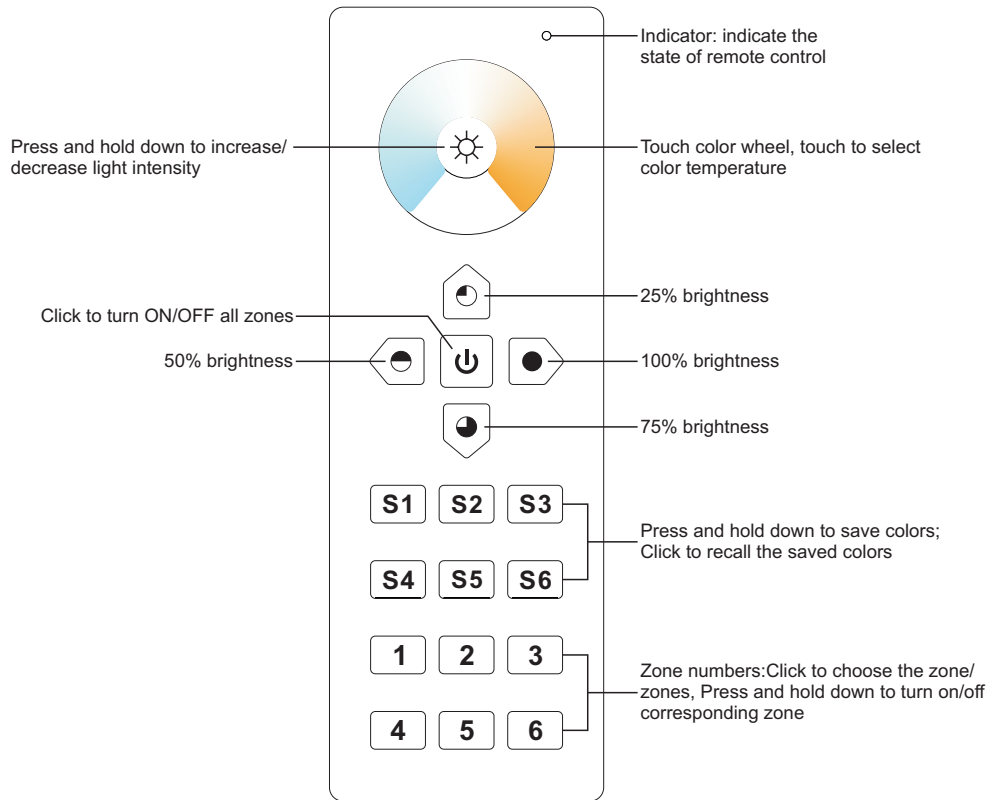 Indicator: indicate the
state of remote control
Press and hold down to increase/
decrease light intensity
Touch color wheel, touch to select
color temperature
25% brightness
Click to turn ON/OFF all zones
50% brightness
100% brightness
75% brightness
S1 S2 S3
Press and hold down to save colors;
Click to recall the saved colors
S4 S5 S6
1 2 3
Zone numbers:Click to choose the zone/
zones, Press and hold down to turn on/off
corresponding zone
4 5 6